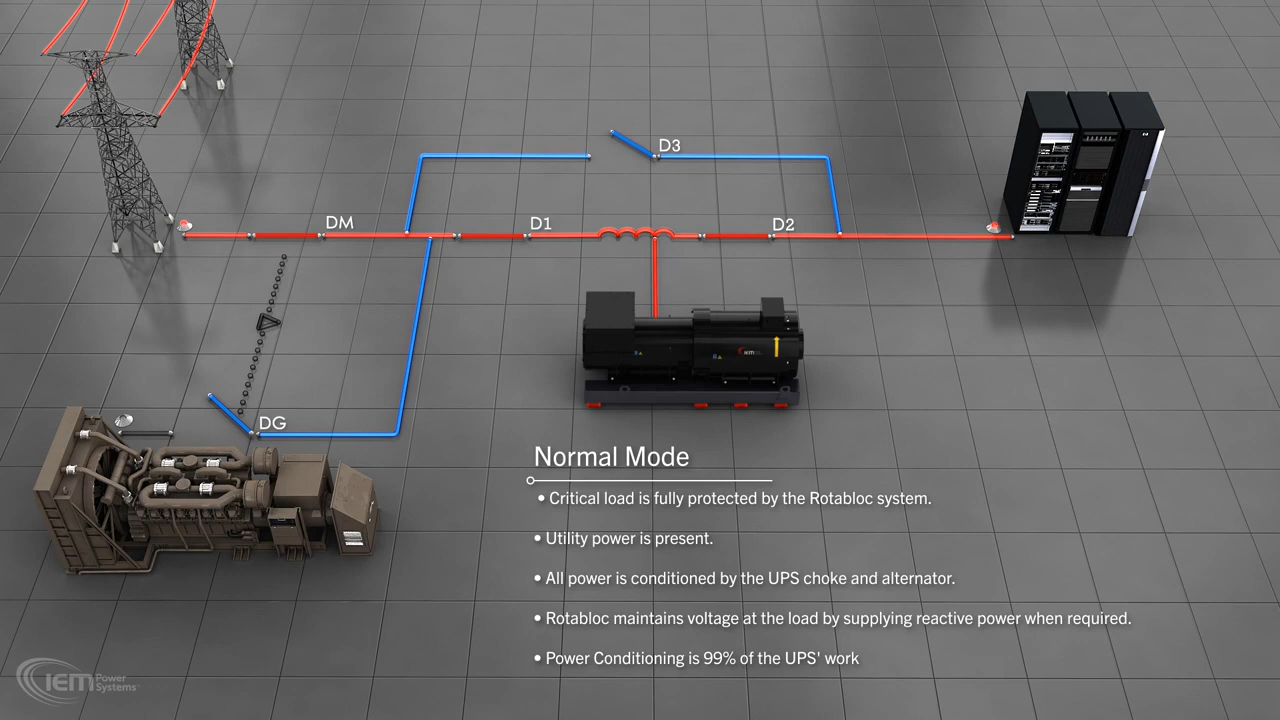 D3
DM
D1
D2
IEM
DG
Normal Mode
• Critical load is fully protected by the Rotabloc system.
• Utility power is present.
• All power is conditioned by the UPS choke and alternator.
• Rotabloc maintains voltage at the load by supplying reactive power when required.
• Power Conditioning is 99% of the UPS' work
IEM Power
Systems